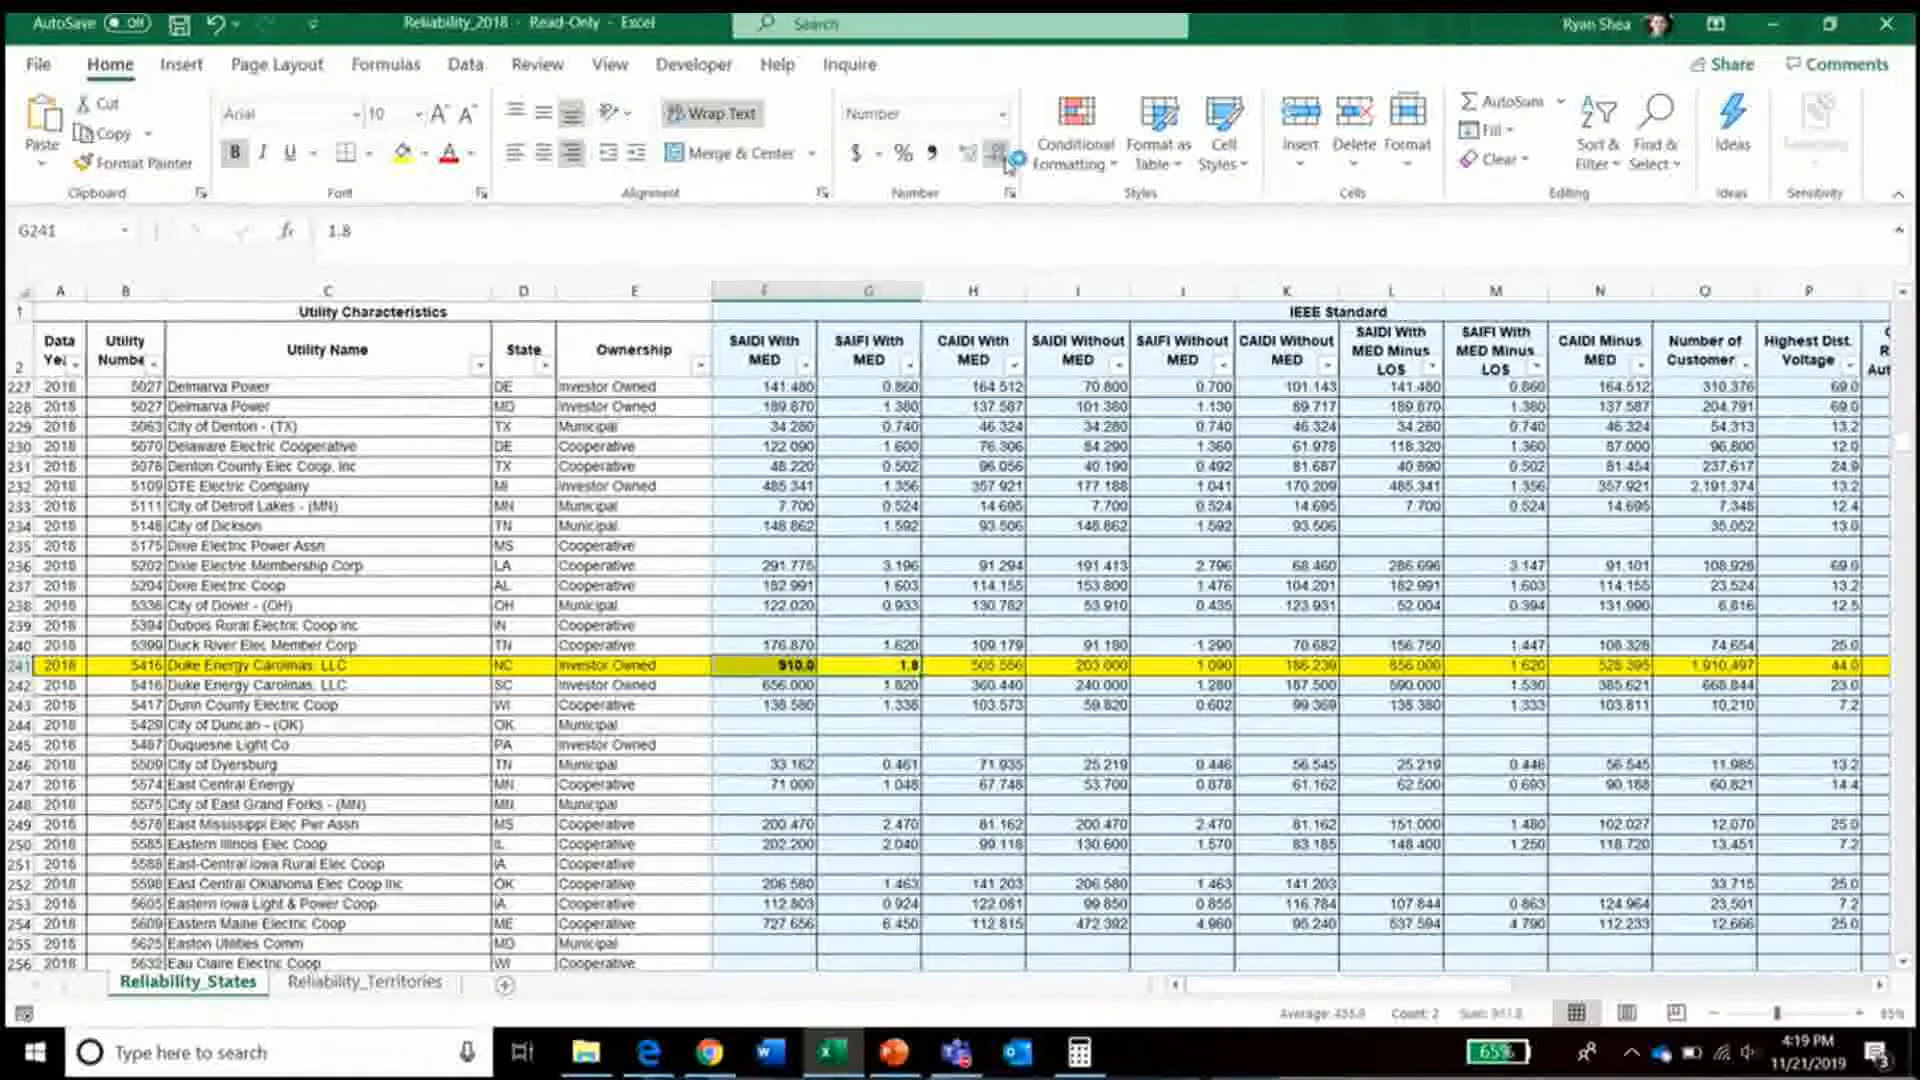 AutoSave Off Reliability_2018 - Read-Only - Excel Search Ryan Shea
File Home Insert Page Layout Formulas Data Review View Developer Help Inquire Share Comments
Paste Cut Copy Format Painter Clipboard
Arial 10 B I U Font
Wrap Text Merge & Center Alignment
Number $ % Number
Conditional Formatting Format as Table Cell Styles Styles
Insert Delete Format Cells
AutoSum Fill Clear Sort & Filter Find & Select Editing
Ideas Ideas Sensitivity Sensitivity
G241 fx 1.8
A B C D E F G H I J K L M N O P
1 Utility Characteristics IEEE Standard
2 Data Utility Utility Name State Ownership SAIDI With MED SAIFI With MED CAIDI With MED SAIDI Without MED SAIFI Without MED CAIDI Without MED SAIDI With MED Minus LOS SAIFI With MED Minus LOS CAIDI Minus MED Number of Customer Highest Dist. Voltage
227 2018 5027 Delmarva Power DE Investor Owned 141.480 0.860 164.512 70.800 0.700 101.143 141.480 0.860 164.512 310,376 69.0
228 2018 5027 Delmarva Power MD Investor Owned 189.870 1.380 137.587 101.380 1.130 89.717 189.870 1.380 137.587 204,791 69.0
229 2018 5063 City of Denton - (TX) TX Municipal 34.280 0.740 46.324 34.280 0.740 46.324 34.280 0.740 46.324 54,313 13.2
230 2018 5070 Delaware Electric Cooperative DE Cooperative 122.090 1.600 76.306 84.290 1.360 61.978 118.320 1.360 87.000 96,800 12.0
231 2018 5078 Denton County Elec Coop, Inc TX Cooperative 48.220 0.502 96.056 40.190 0.492 81.687 40.890 0.502 81.454 237,617 24.9
232 2018 5109 DTE Electric Company MI Investor Owned 485.341 1.356 357.921 177.188 1.041 170.209 485.341 1.356 357.921 2,191,374 13.2
233 2018 5111 City of Detroit Lakes - (MN) MN Municipal 7.700 0.524 14.695 7.700 0.524 14.695 7.700 0.524 14.695 7,348 12.4
234 2018 5146 City of Dickson TN Municipal 148.862 1.592 93.506 148.862 1.592 93.506 35,052 13.8
235 2018 5175 Dixie Electric Power Assn MS Cooperative
236 2018 5202 Dixie Electric Membership Corp LA Cooperative 291.775 3.196 91.294 191.413 2.796 68.460 286.696 3.147 91.101 108,926 69.0
237 2018 5204 Dixie Electric Coop AL Cooperative 182.991 1.603 114.155 153.800 1.476 104.201 182.991 1.603 114.155 23,524 13.2
238 2018 5336 City of Dover - (OH) OH Municipal 122.020 0.933 130.782 53.910 0.435 123.931 52.004 0.394 131.990 6,816 12.5
239 2018 5394 Dubois Rural Electric Coop Inc IN Cooperative
240 2018 5399 Duck River Elec Member Corp TN Cooperative 176.870 1.620 109.179 91.180 1.290 70.682 156.750 1.447 108.328 74,654 25.0
241 2018 5416 Duke Energy Carolinas, LLC NC Investor Owned 910.0 1.8 505.556 203.000 1.090 186.239 856.000 1.620 528.395 1,910,497 44.0
242 2018 5416 Duke Energy Carolinas, LLC SC Investor Owned 656.000 1.820 360.440 240.000 1.280 187.500 590.000 1.530 385.621 668,844 23.0
243 2018 5417 Dunn County Electric Coop WI Cooperative 138.580 1.338 103.573 59.820 0.602 99.369 138.380 1.333 103.811 10,210 7.2
244 2018 5429 City of Duncan - (OK) OK Municipal
245 2018 5487 Duquesne Light Co PA Investor Owned
246 2018 5509 City of Dyersburg TN Municipal 33.162 0.461 71.935 25.219 0.446 56.545 25.219 0.446 56.545 11,985 13.2
247 2018 5574 East Central Energy MN Cooperative 71.000 1.048 67.748 53.700 0.878 61.162 62.500 0.693 90.188 60,821 14.4
248 2018 5575 City of East Grand Forks - (MN) MN Municipal
249 2018 5578 East Mississippi Elec Pwr Assn MS Cooperative 200.470 2.470 81.162 200.470 2.470 81.162 151.000 1.480 102.027 12,070 25.0
250 2018 5585 Eastern Illinois Elec Coop IL Cooperative 202.200 2.040 99.118 130.600 1.570 83.185 148.400 1.250 118.720 13,451 7.2
251 2018 5588 East-Central Iowa Rural Elec Coop IA Cooperative
252 2018 5598 East Central Oklahoma Elec Coop Inc OK Cooperative 206.580 1.463 141.203 206.580 1.463 141.203 33,715 25.0
253 2018 5605 Eastern Iowa Light & Power Coop IA Cooperative 112.803 0.924 122.081 99.850 0.855 116.784 107.844 0.863 124.964 23,501 7.2
254 2018 5609 Eastern Maine Electric Coop ME Cooperative 727.656 6.450 112.815 472.392 4.960 95.240 537.594 4.790 112.233 12,666 25.0
255 2018 5625 Easton Utilities Comm MD Municipal
256 2018 5632 Eau Claire Electric Coop WI Cooperative
Reliability_States Reliability_Territories
Average: 455.9 Count: 2 Sum: 911.8 85%
Type here to search 65% 4:19 PM
11/21/2019 3